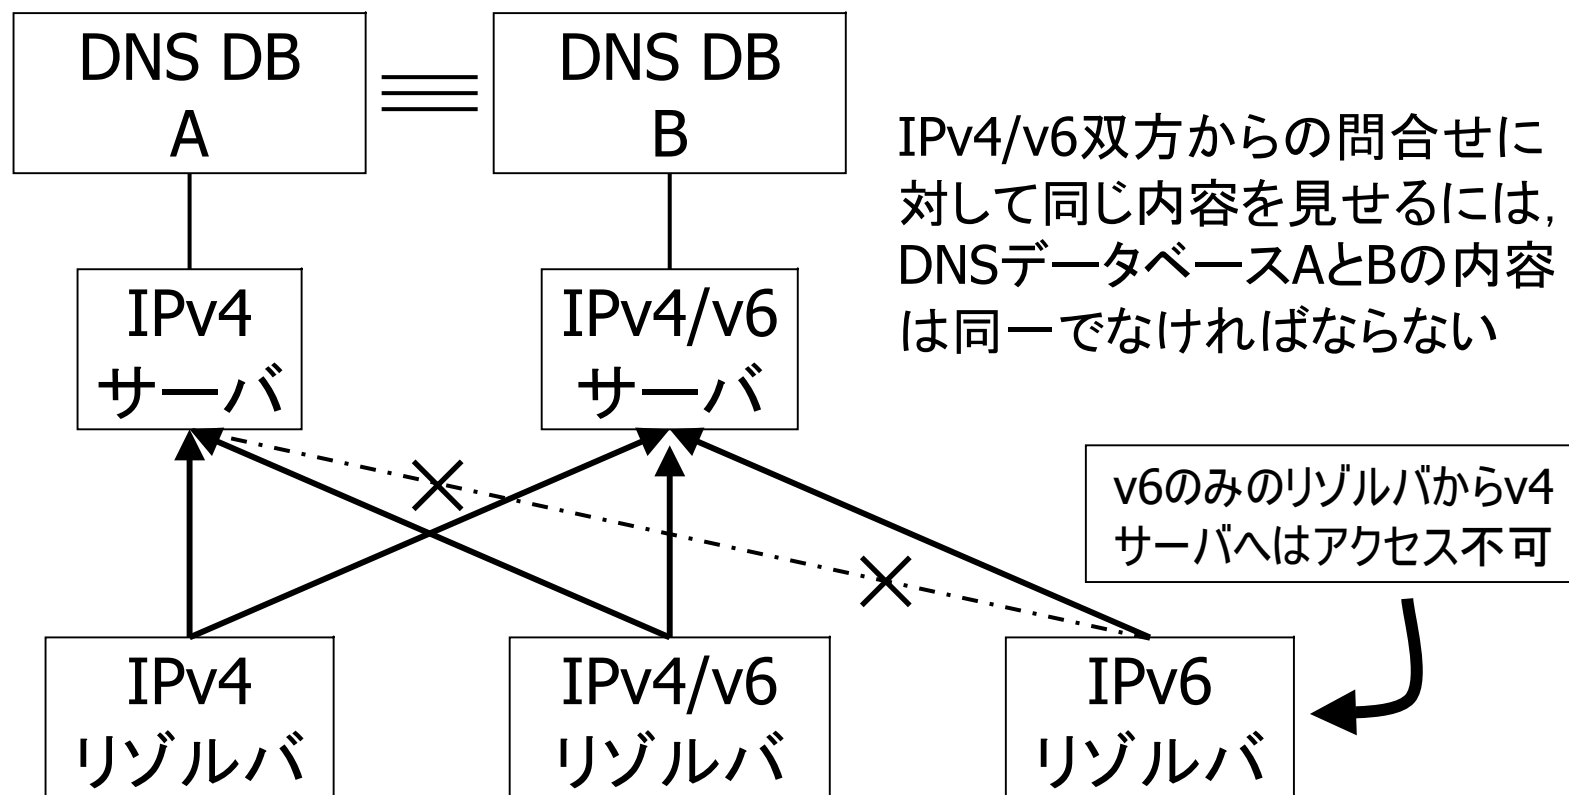 DNS DB
A
DNS DB
B
IPv4/v6双方からの問合せに
対して同じ内容を見せるには,
DNSデータベースAとBの内容
は同一でなければならない
IPv4
サーバ
IPv4/v6
サーバ
v6のみのリゾルバからv4
サーバへはアクセス不可
IPv4
リゾルバ
IPv4/v6
リゾルバ
IPv6
リゾルバ